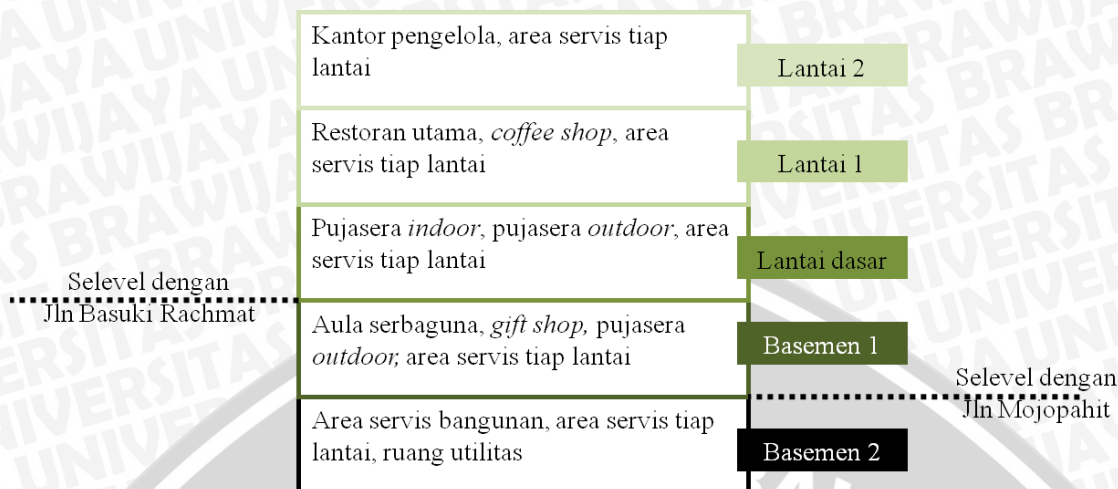 Kantor pengelola, area servis tiap
lantai
Lantai 2
Restoran utama, coffee shop, area
servis tiap lantai
Lantai 1
Pujasera indoor, pujasera outdoor, area
servis tiap lantai
Lantai dasar
Selevel dengan
Jln Basuki Rachmat
Aula serbaguna, gift shop, pujasera
outdoor, area servis tiap lantai
Basemen 1
Selevel dengan
Jln Mojopahit
Area servis bangunan, area servis tiap
lantai, ruang utilitas
Basemen 2